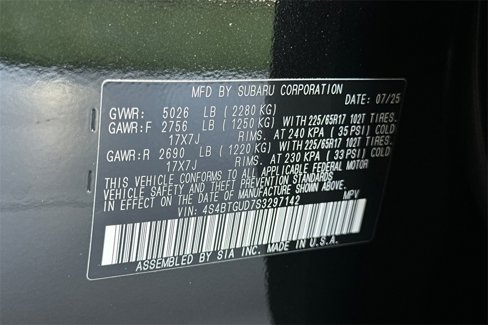 MFD BY SUBARU CORPORATION
DATE: 07/25
GVWR: 5026 LB (2280 KG)
GAWR:F 2756 LB (1250 KG) WITH 225/65R17 102T TIRES.
17X7J RIMS. AT 240 KPA (35 PSI) COLD
GAWR:R 2690 LB (1220 KG) WITH 225/65R17 102T TIRES.
17X7J RIMS. AT 230 KPA (33 PSI) COLD
THIS VEHICLE CONFORMS TO ALL APPLICABLE FEDERAL MOTOR
VEHICLE SAFETY AND THEFT PREVENTION STANDARDS IN EFFECT
ON THE DATE OF MANUFACTURE SHOWN ABOVE.
VIN: 4S4BTGUD7S3297142 MPV
ASSEMBLED BY SIA INC. MADE IN U.S.A.